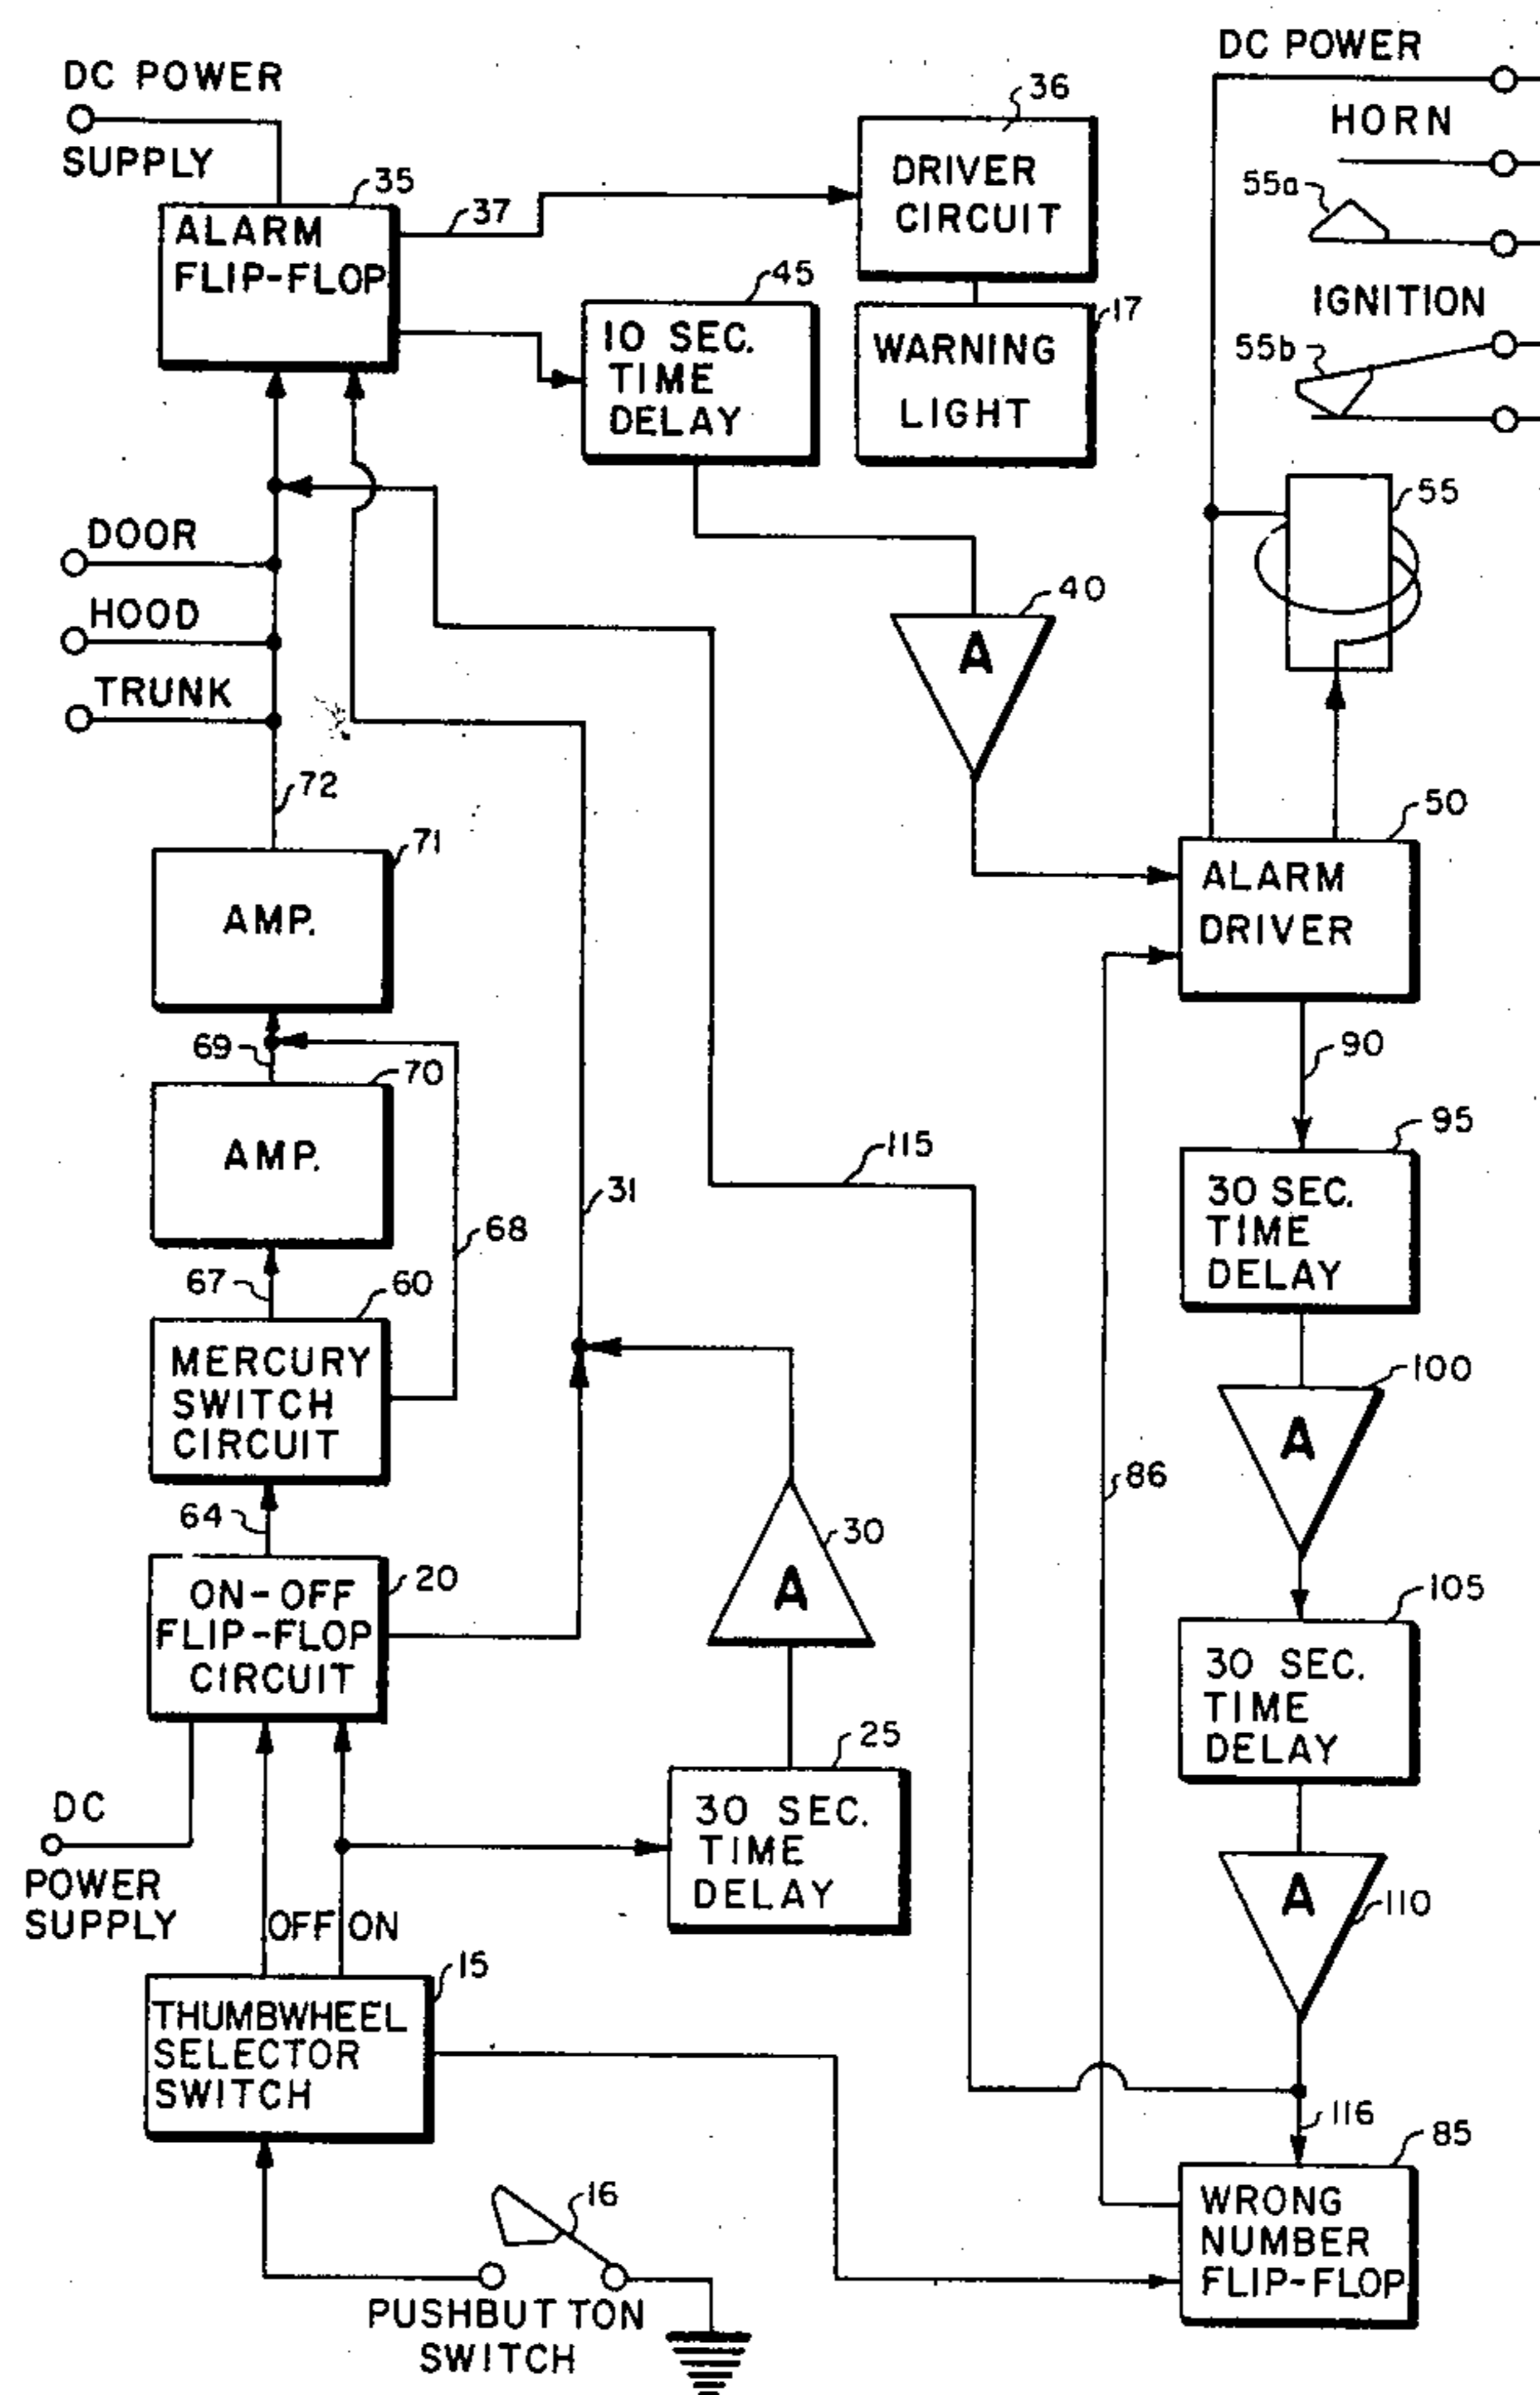 DC POWER
SUPPLY
35
ALARM
FLIP-FLOP
37
36
DRIVER
CIRCUIT
45
10 SEC.
TIME
DELAY
17
WARNING
LIGHT
DC POWER
HORN
55a
IGNITION
55b
55
DOOR
HOOD
TRUNK
40
A
72
71
AMP.
50
ALARM
DRIVER
69
70
AMP.
90
115
95
30 SEC.
TIME
DELAY
31
68
67
60
MERCURY
SWITCH
CIRCUIT
100
A
86
64
30
A
20
ON-OFF
FLIP-FLOP
CIRCUIT
105
30 SEC.
TIME
DELAY
25
30 SEC.
TIME
DELAY
DC
POWER
SUPPLY
OFF ON
A
110
15
THUMBWHEEL
SELECTOR
SWITCH
116
85
WRONG
NUMBER
FLIP-FLOP
16
PUSHBUTTON
SWITCH